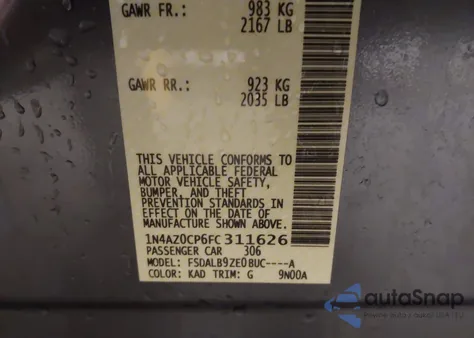 GAWR FR.: 983 KG
2167 LB
GAWR RR.: 923 KG
2035 LB
THIS VEHICLE CONFORMS TO
ALL APPLICABLE FEDERAL
MOTOR VEHICLE SAFETY,
BUMPER, AND THEFT
PREVENTION STANDARDS IN
EFFECT ON THE DATE OF
MANUFACTURE SHOWN ABOVE.
1N4AZ0CP6FC311626
PASSENGER CAR 306
MODEL: FSDALB9ZE0BUC----A
COLOR: KAD TRIM: G 9N00A
autoSnap